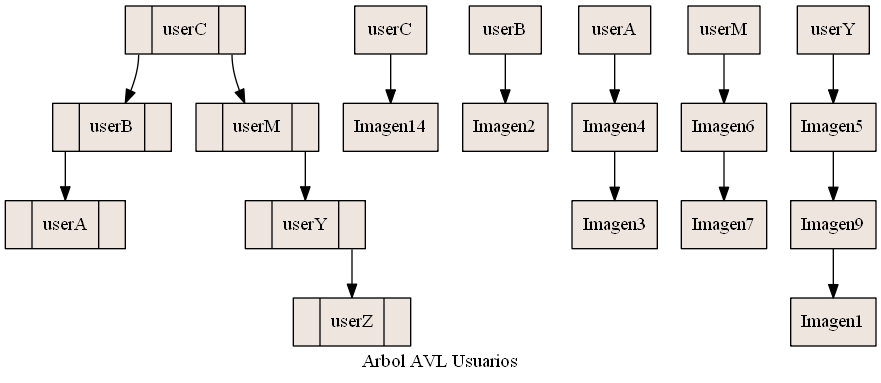 userC userC userB userA userM userY
userB userM Imagen14 Imagen2 Imagen4 Imagen6 Imagen5
userA userY Imagen3 Imagen7 Imagen9
userZ Imagen1
Arbol AVL Usuarios